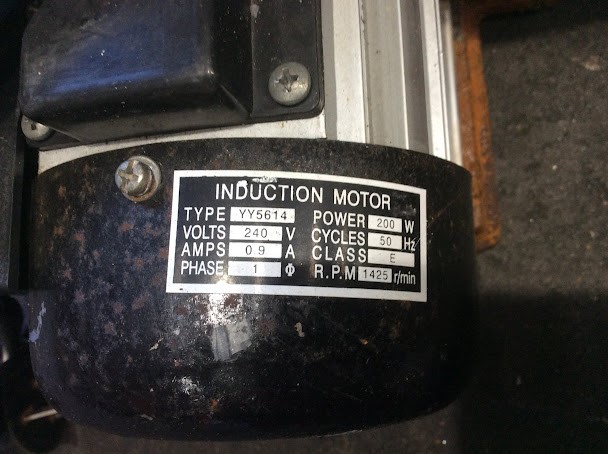 INDUCTION MOTOR
TYPE YY5614 POWER 200 W
VOLTS 240 V CYCLES 50 Hz
AMPS 0.9 A CLASS E
PHASE 1 Φ R.P.M 1425 r/min